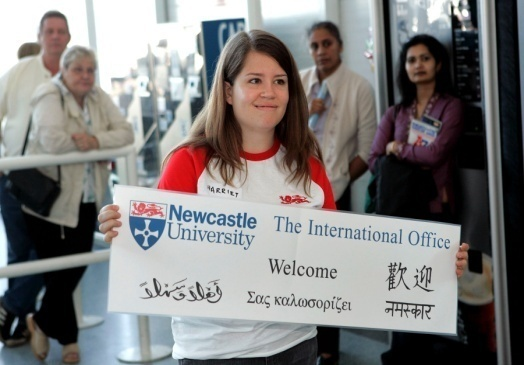 HARRIET
Newcastle
University
The International Office
Welcome
歡迎
أهلا وسهلا
Σας καλωσορίζει
नमस्कार